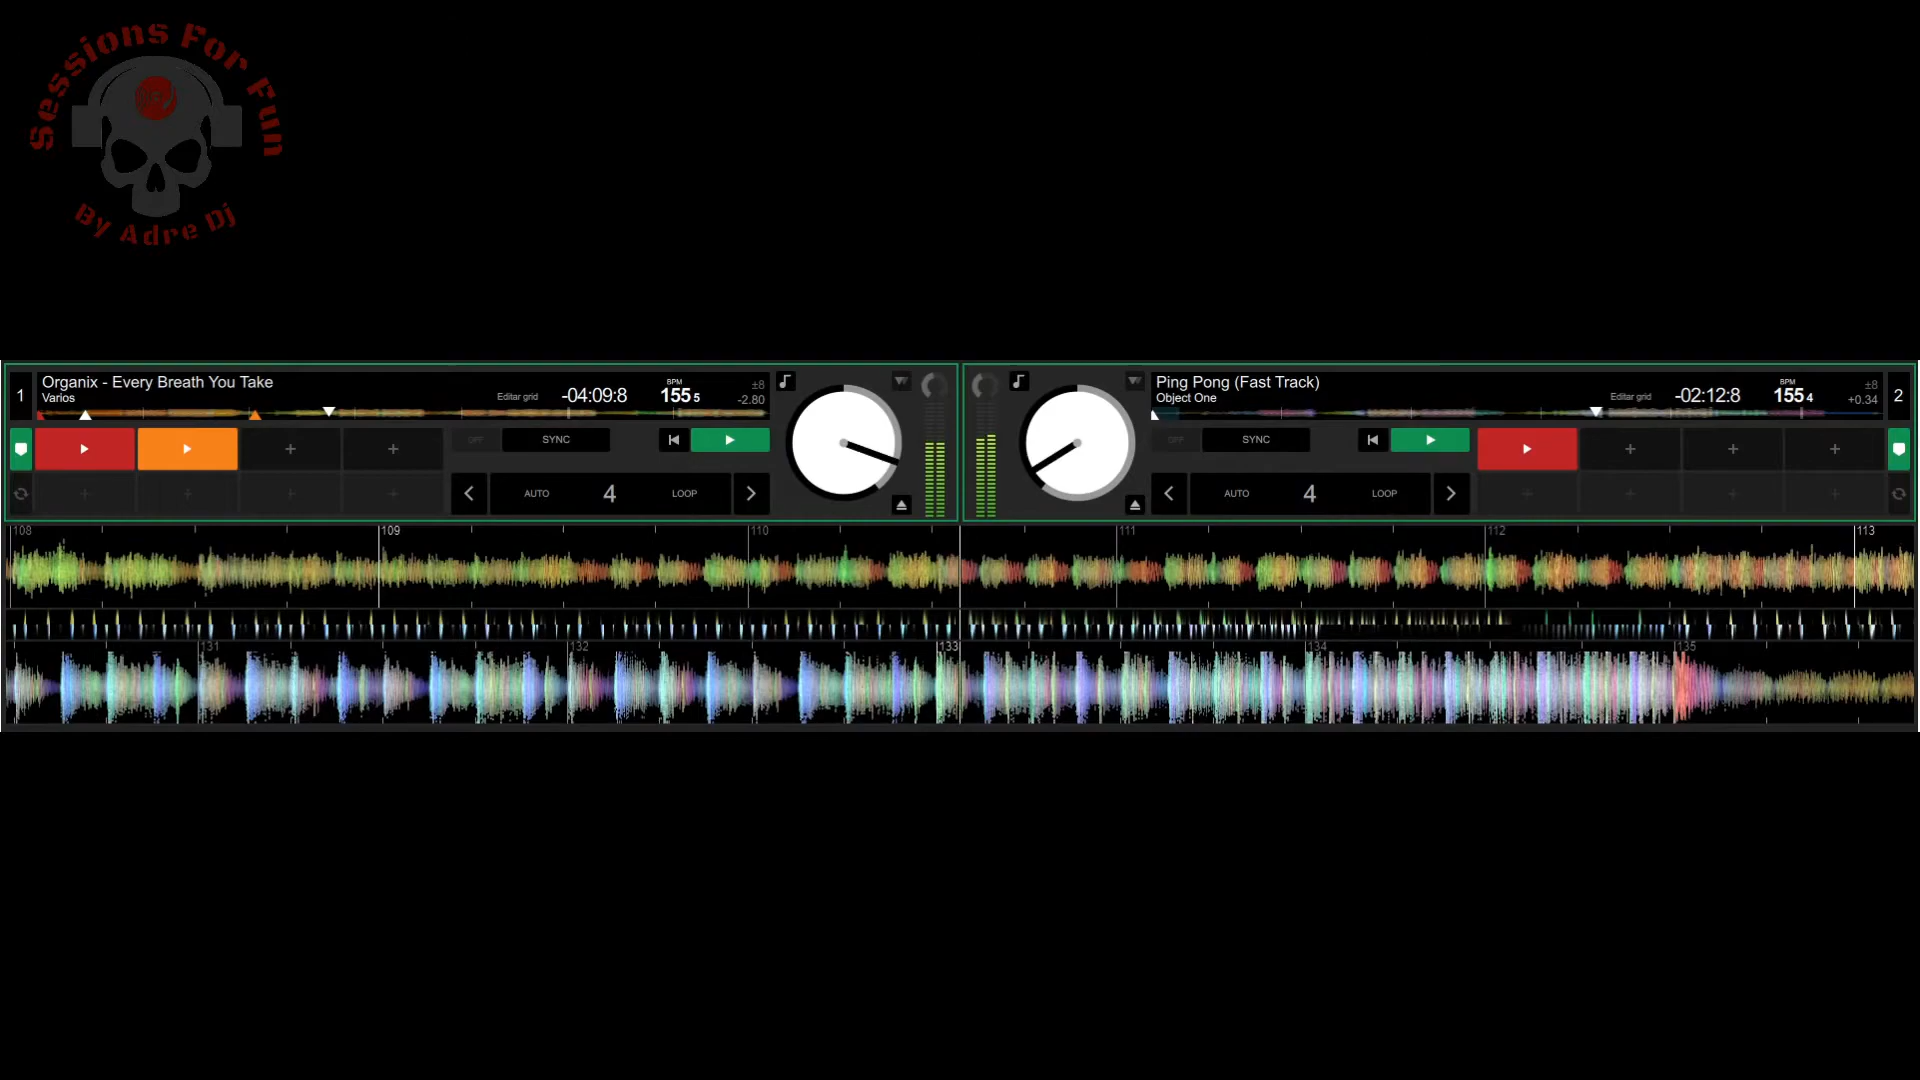 Sessions For Fun
By Adre Dj
1
Organix - Every Breath You Take
Varios
Editar grid
-04:09:8
BPM
155 5
±8
-2.80
OFF
SYNC
AUTO
4
LOOP
Ping Pong (Fast Track)
Object One
Editar grid
-02:12:8
BPM
155 4
±8
+0.34
2
OFF
SYNC
AUTO
4
LOOP
108
109
110
111
112
113
131
132
133
134
135